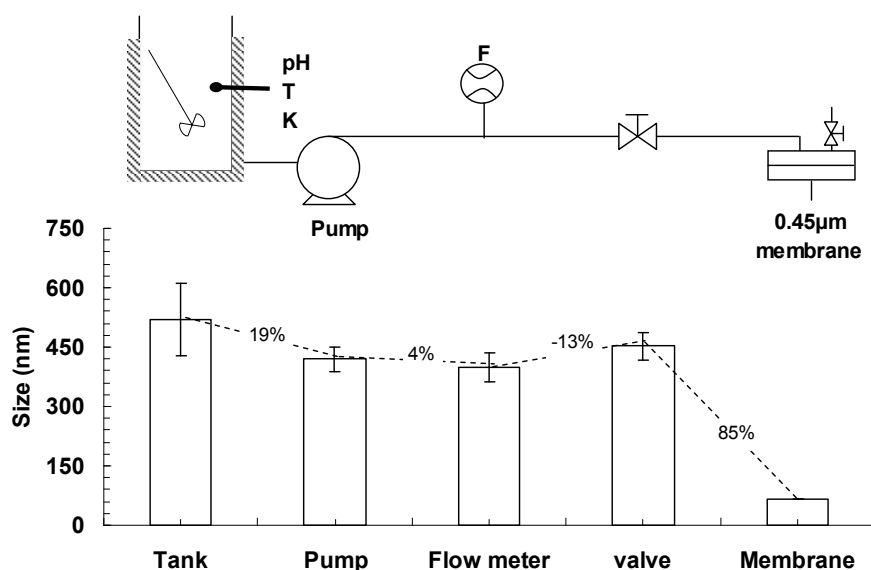 pH
T
K
F
Pump
0.45µm
membrane
750
600
450
300
150
0
Size (nm)
19%
4%
-13%
85%
Tank
Pump
Flow meter
valve
Membrane